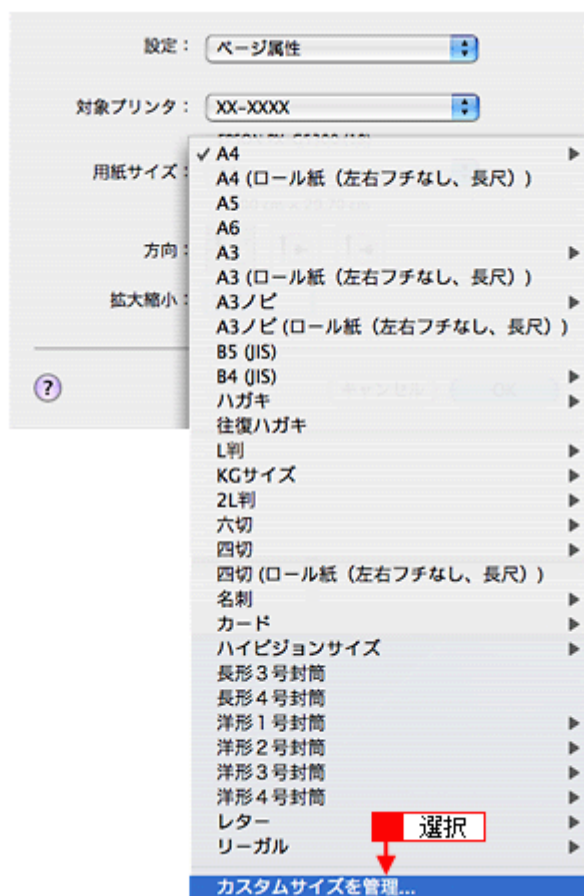 設定： ページ属性
対象プリンタ： XX-XXXX
用紙サイズ：
✓ A4
A4 (ロール紙（左右フチなし、長尺）)
A5
A6
方向：
A3
A3 (ロール紙（左右フチなし、長尺）)
拡大縮小：
A3ノビ
A3ノビ (ロール紙（左右フチなし、長尺）)
B5 (JIS)
B4 (JIS)
?
キャンセル OK
ハガキ
往復ハガキ
L判
KGサイズ
2L判
六切
四切
四切 (ロール紙（左右フチなし、長尺）)
名刺
カード
ハイビジョンサイズ
長形３号封筒
長形４号封筒
洋形１号封筒
洋形２号封筒
洋形３号封筒
洋形４号封筒
レター
選択
リーガル
カスタムサイズを管理...